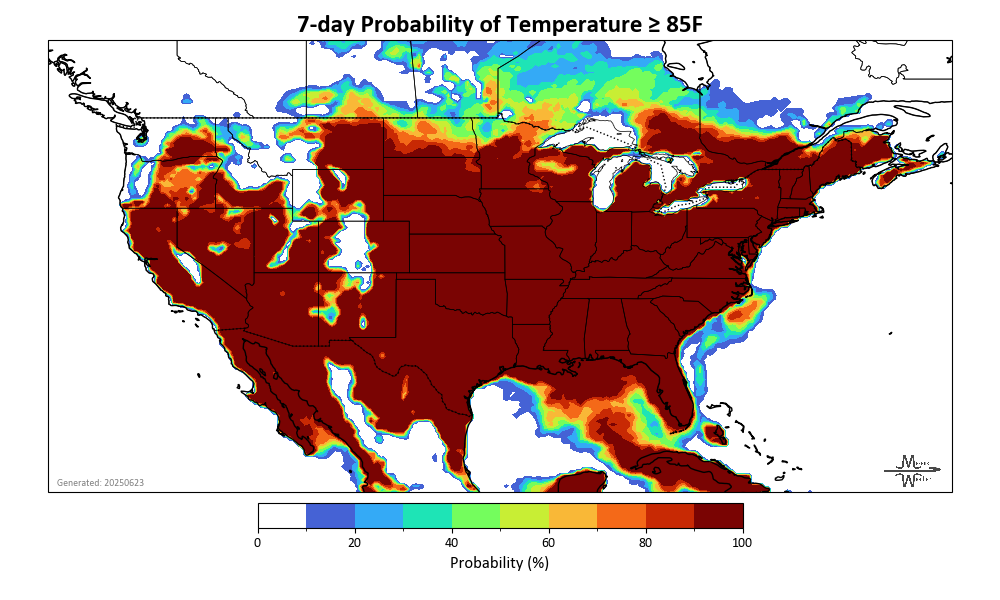 7-day Probability of Temperature ≥ 85F
Generated: 20250623
0 20 40 60 80 100
Probability (%)